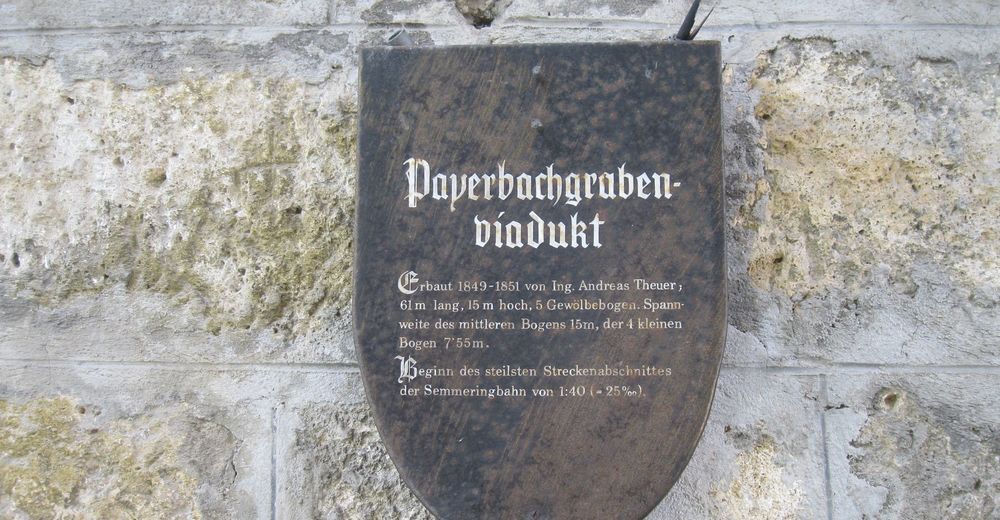 Payerbachgraben-
viadukt
Erbaut 1849-1851 von Ing. Andreas Theuer;
61m lang, 15m hoch, 5 Gewölbebogen. Spann-
weite des mittleren Bogens 15m, der 4 kleinen
Bogen 7'55m.
Beginn des steilsten Streckenabschnittes
der Semmeringbahn von 1:40 (= 25‰).